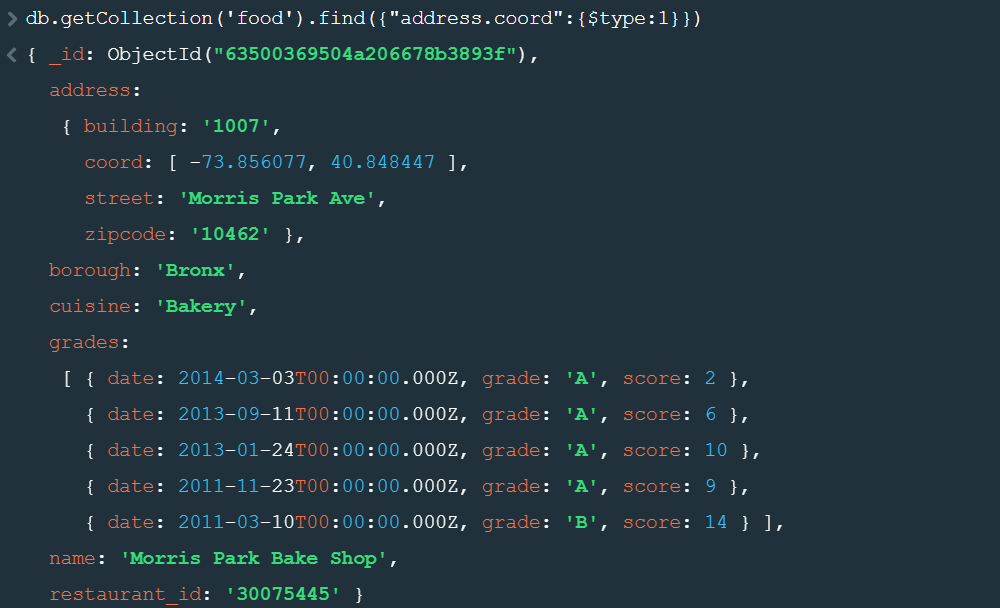 > db.getCollection('food').find({"address.coord":{$type:1}})
< { _id: ObjectId("63500369504a206678b3893f"),
address:
{ building: '1007',
coord: [ -73.856077, 40.848447 ],
street: 'Morris Park Ave',
zipcode: '10462' },
borough: 'Bronx',
cuisine: 'Bakery',
grades:
[ { date: 2014-03-03T00:00:00.000Z, grade: 'A', score: 2 },
{ date: 2013-09-11T00:00:00.000Z, grade: 'A', score: 6 },
{ date: 2013-01-24T00:00:00.000Z, grade: 'A', score: 10 },
{ date: 2011-11-23T00:00:00.000Z, grade: 'A', score: 9 },
{ date: 2011-03-10T00:00:00.000Z, grade: 'B', score: 14 } ],
name: 'Morris Park Bake Shop',
restaurant_id: '30075445' }